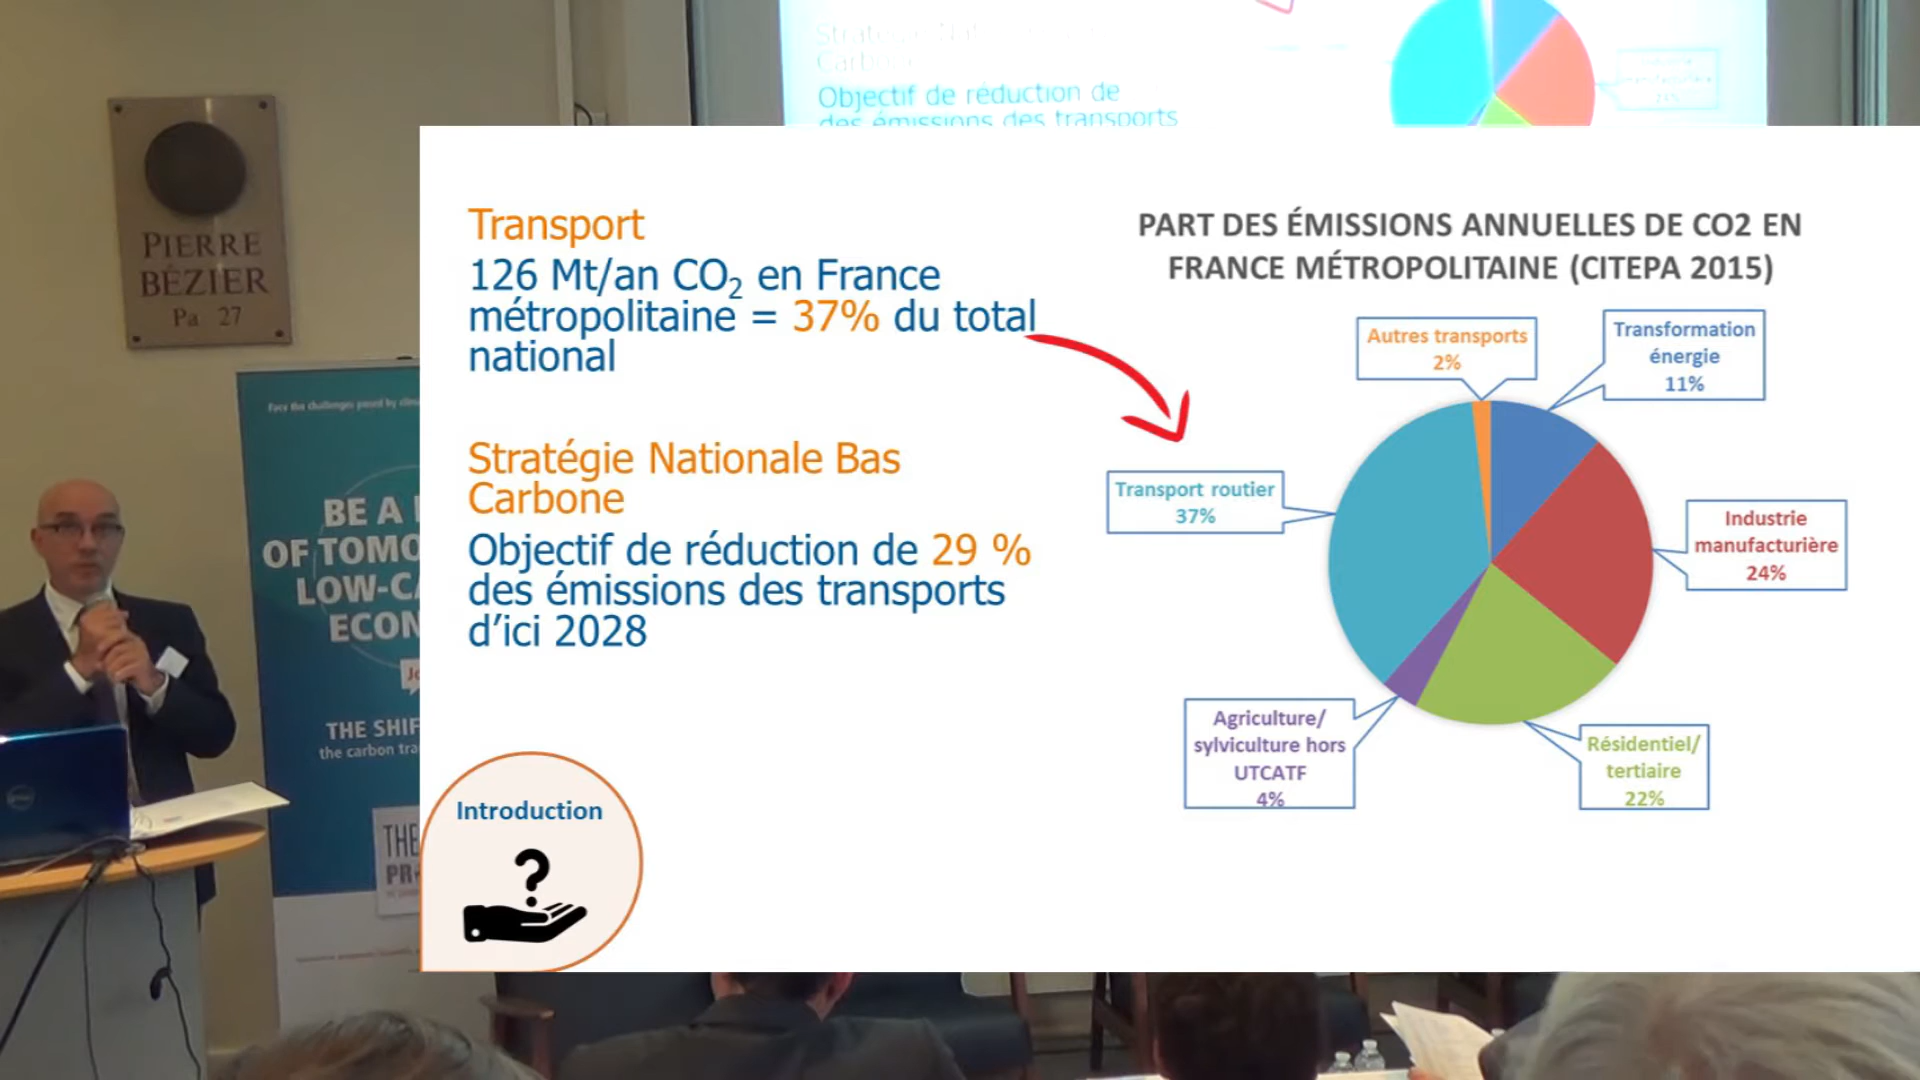 PIERRE
BÉZIER
Pa 27
Objectif de réduction de
des émissions des transports
BE A
OF TOMO
LOW-CA
ECON
THE SHIF
the carbon tra
THE
PR
Transport
126 Mt/an CO₂ en France
métropolitaine = 37% du total
national
Stratégie Nationale Bas
Carbone
Objectif de réduction de 29 %
des émissions des transports
d’ici 2028
Introduction
?
PART DES ÉMISSIONS ANNUELLES DE CO2 EN
FRANCE MÉTROPOLITAINE (CITEPA 2015)
Autres transports
2%
Transformation
énergie
11%
Transport routier
37%
Industrie
manufacturière
24%
Agriculture/
sylviculture hors
UTCATF
4%
Résidentiel/
tertiaire
22%